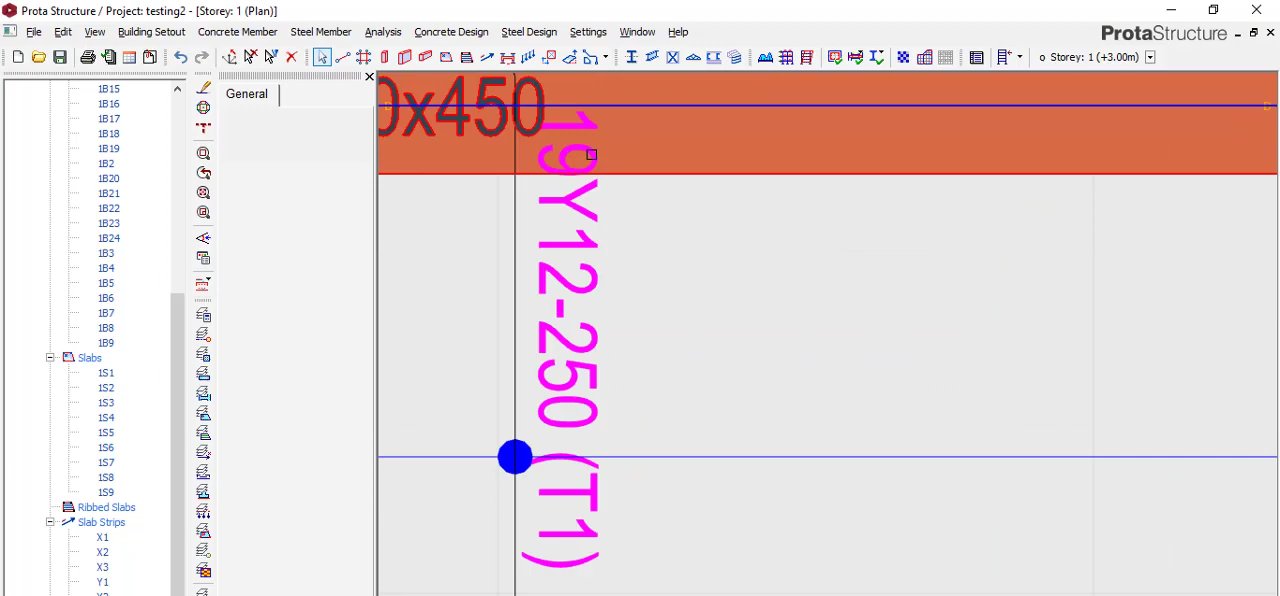 Prota Structure / Project: testing2 - [Storey: 1 (Plan)]
File Edit View Building Setout Concrete Member Steel Member Analysis Concrete Design Steel Design Settings Window Help
ProtaStructure
o Storey: 1 (+3.00m)
General
1B15
1B16
1B17
1B18
1B19
1B2
1B20
1B21
1B22
1B23
1B24
1B3
1B4
1B5
1B6
1B7
1B8
1B9
Slabs
1S1
1S2
1S3
1S4
1S5
1S6
1S7
1S8
1S9
Ribbed Slabs
Slab Strips
X1
X2
X3
Y1
0x450
19Y12-250 (T1)